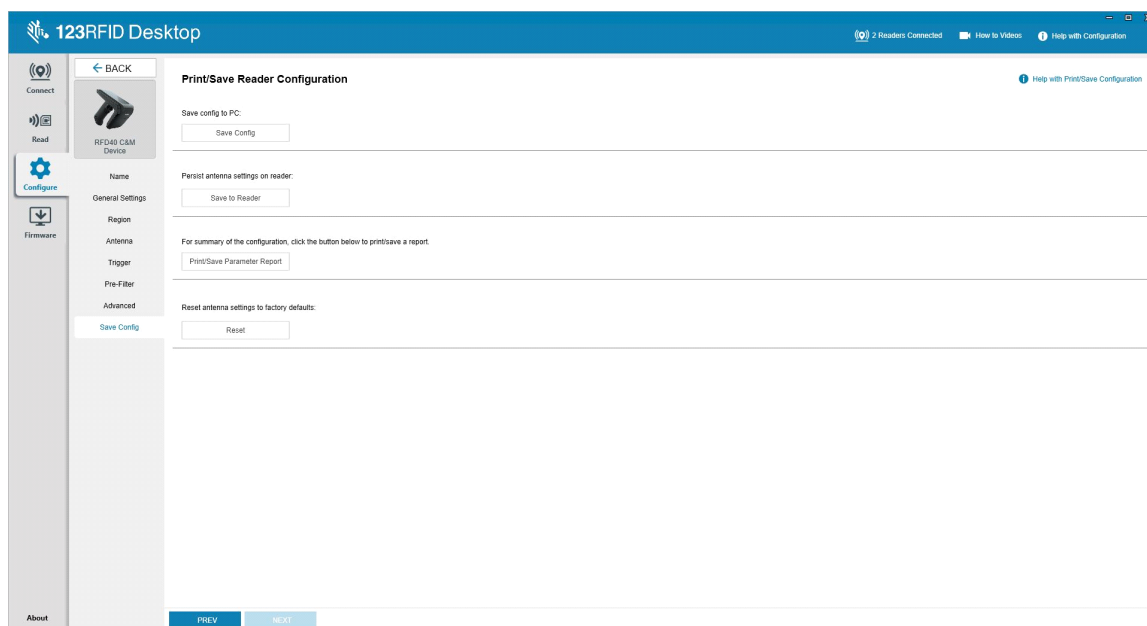 123RFID Desktop
2 Readers Connected
How to Videos
Help with Configuration
Connect
Read
Configure
Firmware
About
BACK
RFD40 C&M
Device
Name
General Settings
Region
Antenna
Trigger
Pre-Filter
Advanced
Save Config
Print/Save Reader Configuration
Help with Print/Save Configuration
Save config to PC:
Save Config
Persist antenna settings on reader:
Save to Reader
For summary of the configuration, click the button below to print/save a report.
Print/Save Parameter Report
Reset antenna settings to factory defaults:
Reset
PREV
NEXT